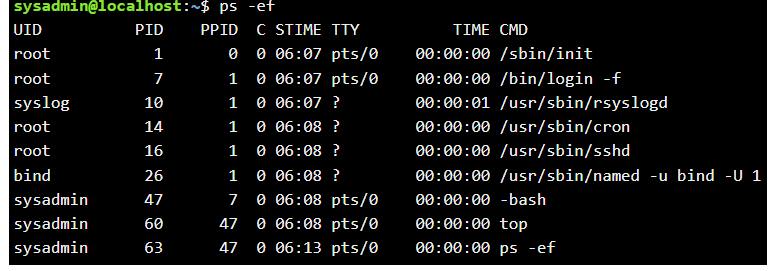 sysadmin@localhost:~$ ps -ef
UID        PID  PPID  C STIME TTY          TIME CMD
root         1     0  0 06:07 pts/0    00:00:00 /sbin/init
root         7     1  0 06:07 pts/0    00:00:00 /bin/login -f
syslog      10     1  0 06:07 ?        00:00:01 /usr/sbin/rsyslogd
root        14     1  0 06:08 ?        00:00:00 /usr/sbin/cron
root        16     1  0 06:08 ?        00:00:00 /usr/sbin/sshd
bind        26     1  0 06:08 ?        00:00:00 /usr/sbin/named -u bind -U 1
sysadmin    47     7  0 06:08 pts/0    00:00:00 -bash
sysadmin    60    47  0 06:08 pts/0    00:00:00 top
sysadmin    63    47  0 06:13 pts/0    00:00:00 ps -ef